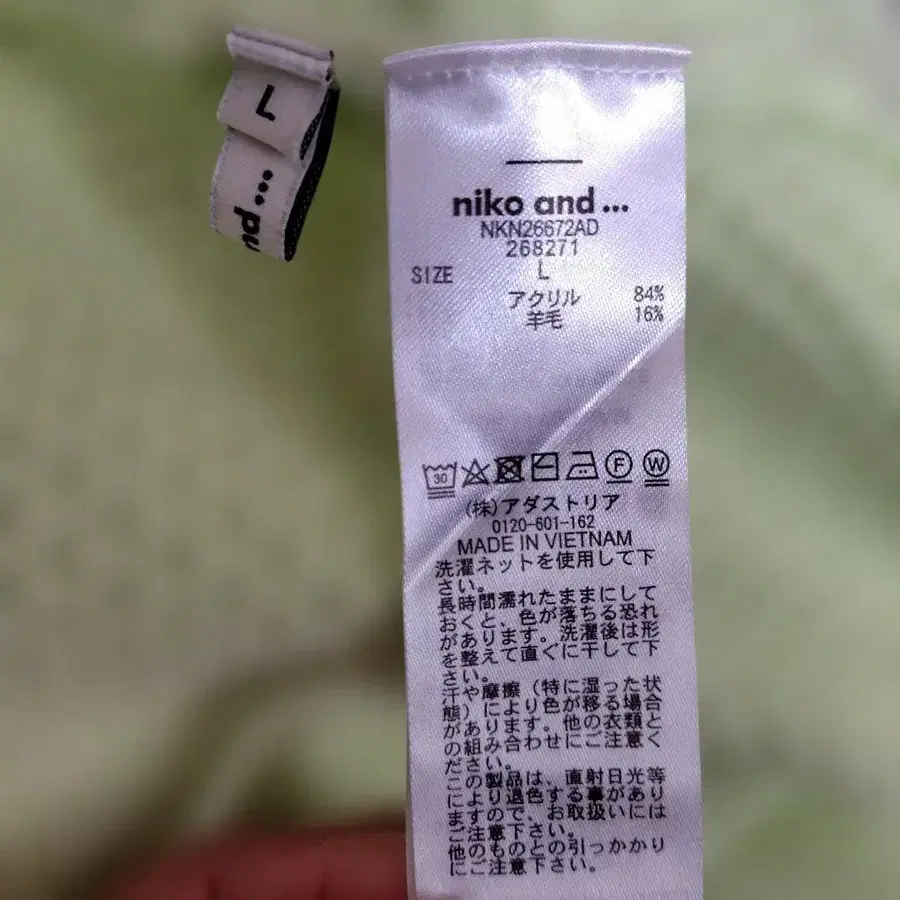 L
nd...
niko and ...
NKN26672AD
268271
SIZE L
アクリル 84%
羊毛 16%
30 F W
(株)アダストリア
0120-601-162
MADE IN VIETNAM
洗濯ネットを使用して下
さい。
長時間濡れたままにして
おくと、色が落ちる恐れ
があります。洗濯後は形
を整えて直ぐに干して下
さい。
汗や摩擦（特に湿った状
態）により色が移る場合
があります。他の衣類と
の組み合わせにご注意く
ださい。
この製品は、直射日光等
により退色する事があり
ますので、お取扱いには
ご注意下さい。
他のものとの引っかかり
にご注意下さい。